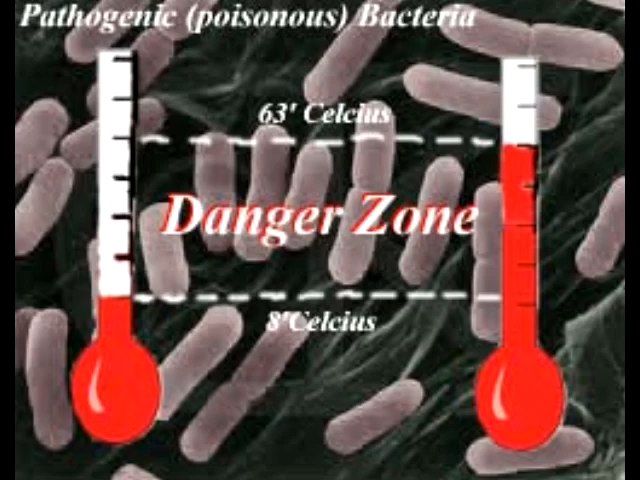 Pathogenic (poisonous) Bacteria
63' Celcius
Danger Zone
8'Celcius